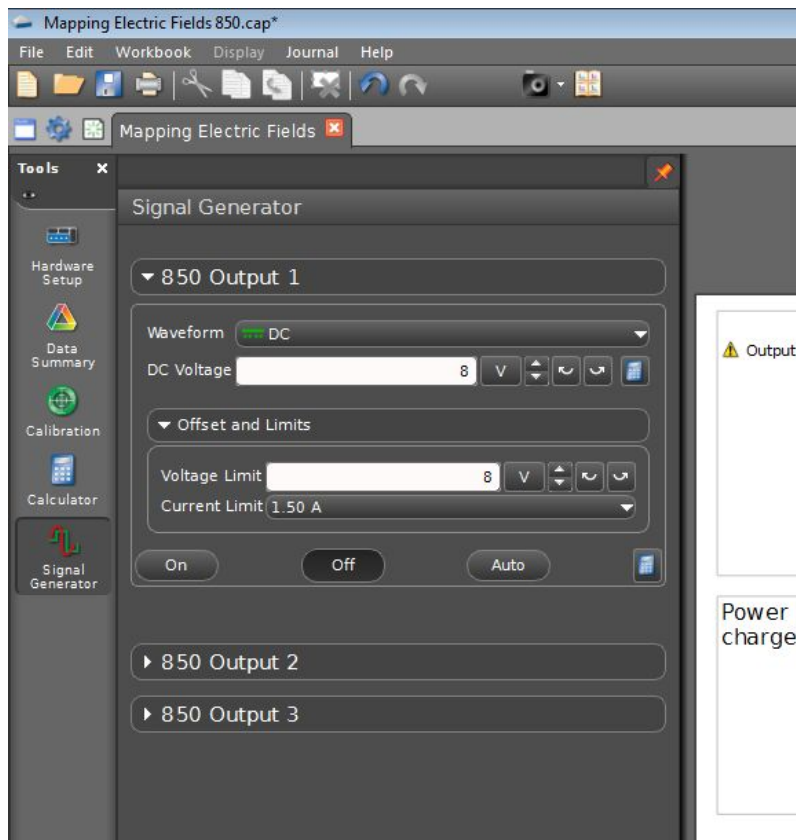 Mapping Electric Fields 850.cap*
File Edit Workbook Display Journal Help
Mapping Electric Fields
Tools
Signal Generator
Hardware
Setup
850 Output 1
Waveform DC
Data
Summary
Output
DC Voltage 8 V
Calibration
Offset and Limits
Voltage Limit 8 V
Calculator
Current Limit 1.50 A
On Off Auto
Signal
Generator
Power
charge
850 Output 2
850 Output 3